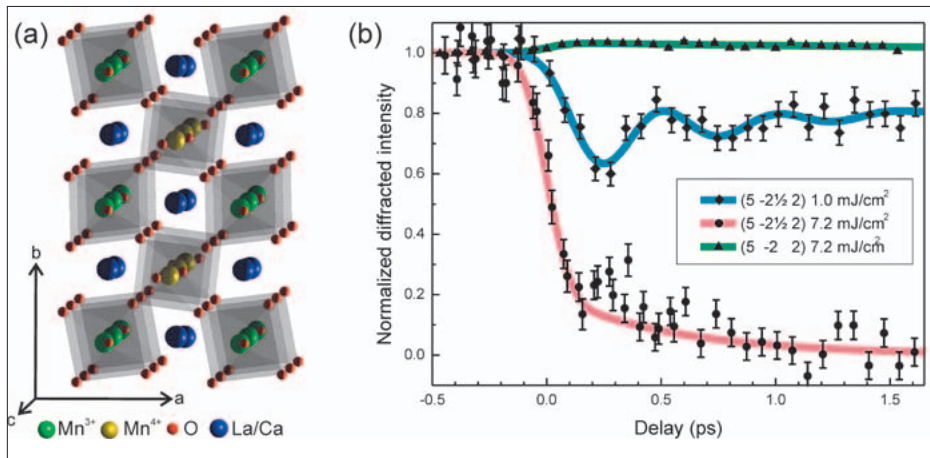 (a)
b
a
c
Mn³⁺ Mn⁴⁺ O La/Ca
(b)
Normalized diffracted intensity
1.0
0.8
0.6
0.4
0.2
0.0
(5 -2½ 2) 1.0 mJ/cm²
(5 -2½ 2) 7.2 mJ/cm²
(5 -2 2) 7.2 mJ/cm²
-0.5 0.0 0.5 1.0 1.5
Delay (ps)